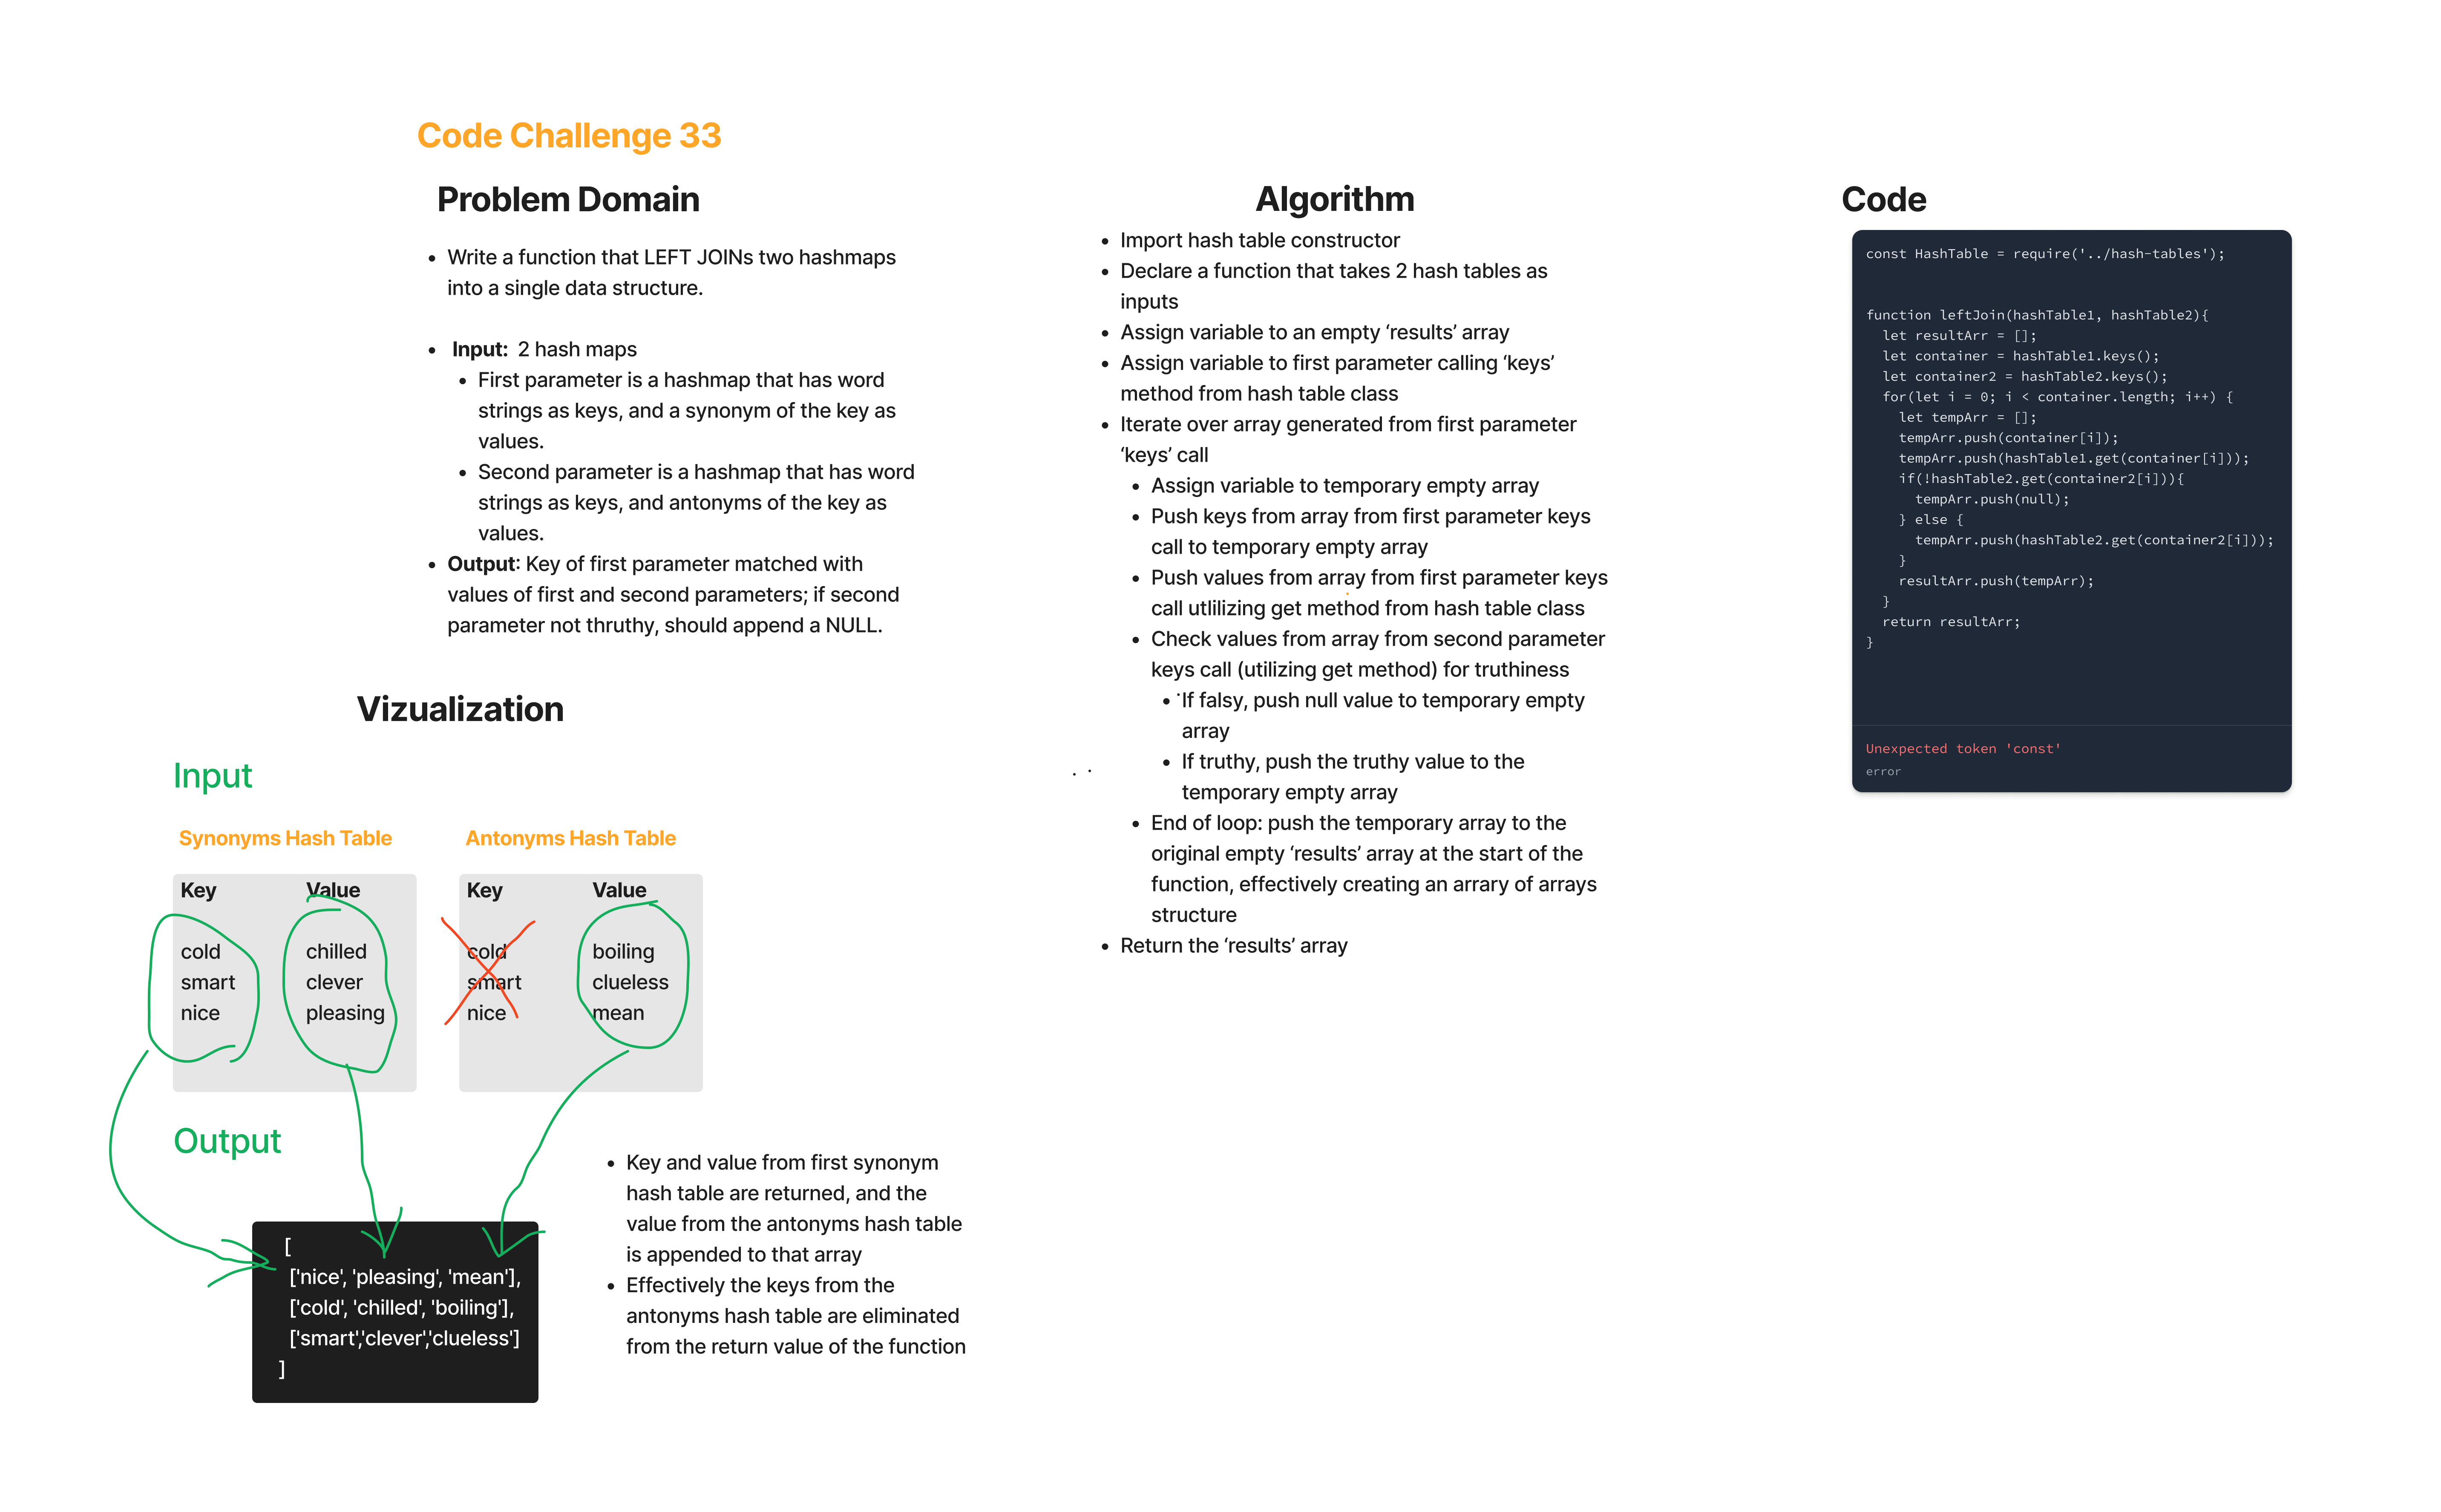 Code Challenge 33
Problem Domain
• Write a function that LEFT JOINs two hashmaps
into a single data structure.
• Input: 2 hash maps
• First parameter is a hashmap that has word
strings as keys, and a synonym of the key as
values.
• Second parameter is a hashmap that has word
strings as keys, and antonyms of the key as
values.
• Output: Key of first parameter matched with
values of first and second parameters; if second
parameter not thruthy, should append a NULL.
Vizualization
Input
Synonyms Hash Table
Key Value
cold chilled
smart clever
nice pleasing
Antonyms Hash Table
Key Value
cold boiling
smart clueless
nice mean
Output
[
['nice', 'pleasing', 'mean'],
['cold', 'chilled', 'boiling'],
['smart','clever','clueless']
]
• Key and value from first synonym
hash table are returned, and the
value from the antonyms hash table
is appended to that array
• Effectively the keys from the
antonyms hash table are eliminated
from the return value of the function
Algorithm
• Import hash table constructor
• Declare a function that takes 2 hash tables as
inputs
• Assign variable to an empty ‘results’ array
• Assign variable to first parameter calling ‘keys’
method from hash table class
• Iterate over array generated from first parameter
‘keys’ call
• Assign variable to temporary empty array
• Push keys from array from first parameter keys
call to temporary empty array
• Push values from array from first parameter keys
call utlilizing get method from hash table class
• Check values from array from second parameter
keys call (utilizing get method) for truthiness
• If falsy, push null value to temporary empty
array
• If truthy, push the truthy value to the
temporary empty array
• End of loop: push the temporary array to the
original empty ‘results’ array at the start of the
function, effectively creating an arrary of arrays
structure
• Return the ‘results’ array
Code
const HashTable = require('../hash-tables');
function leftJoin(hashTable1, hashTable2){
let resultArr = [];
let container = hashTable1.keys();
let container2 = hashTable2.keys();
for(let i = 0; i < container.length; i++) {
let tempArr = [];
tempArr.push(container[i]);
tempArr.push(hashTable1.get(container[i]));
if(!hashTable2.get(container2[i])){
tempArr.push(null);
} else {
tempArr.push(hashTable2.get(container2[i]));
}
resultArr.push(tempArr);
}
return resultArr;
}
Unexpected token 'const'
error